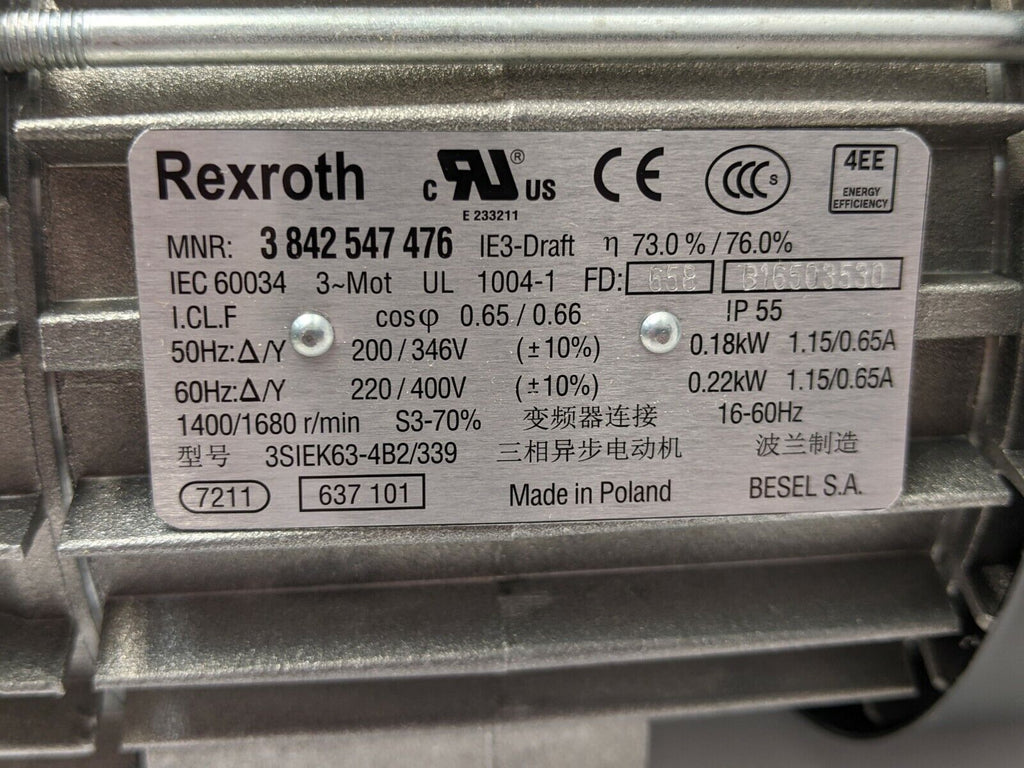 Rexroth c RU ® US CE CCC S 4EE ENERGY EFFICIENCY
E 233211
MNR: 3 842 547 476 IE3-Draft η 73.0 % / 76.0%
IEC 60034 3~Mot UL 1004-1 FD: 65B B16503530
I.CL.F cosφ 0.65 / 0.66 IP 55
50Hz: Δ/Y 200 / 346V (±10%) 0.18kW 1.15/0.65A
60Hz: Δ/Y 220 / 400V (±10%) 0.22kW 1.15/0.65A
1400/1680 r/min S3-70% 变频器连接 16-60Hz
型号 3SIEK63-4B2/339 三相异步电动机 波兰制造
7211 637 101 Made in Poland BESEL S.A.